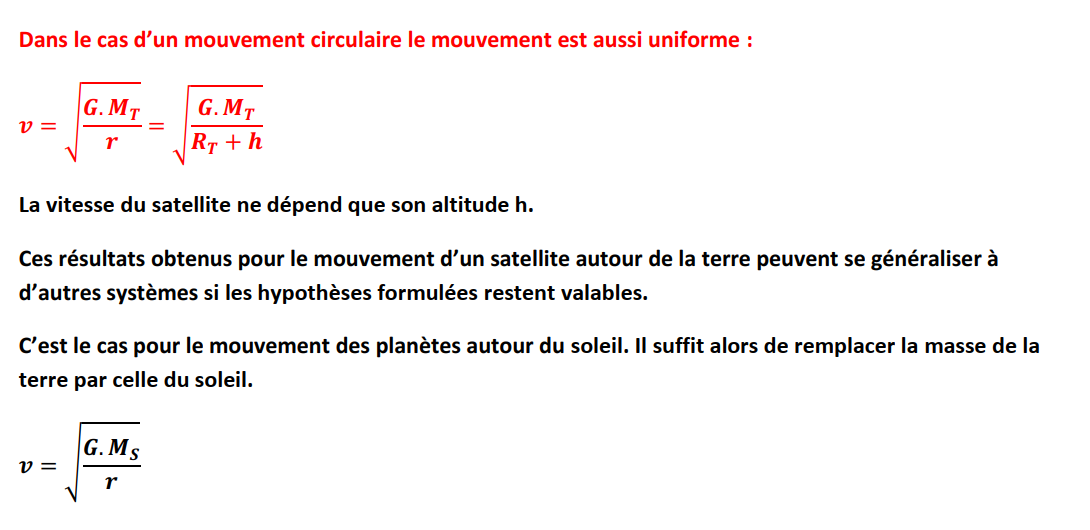 Dans le cas d’un mouvement circulaire le mouvement est aussi uniforme :
v = √(G. M_T / r) = √(G. M_T / (R_T + h))
La vitesse du satellite ne dépend que son altitude h.
Ces résultats obtenus pour le mouvement d’un satellite autour de la terre peuvent se généraliser à
d’autres systèmes si les hypothèses formulées restent valables.
C’est le cas pour le mouvement des planètes autour du soleil. Il suffit alors de remplacer la masse de la
terre par celle du soleil.
v = √(G. M_S / r)